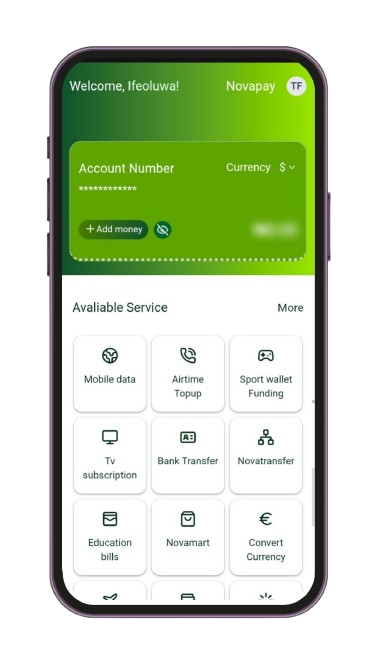 Welcome, Ifeoluwa! Novapay TF
Account Number Currency $
************
+ Add money
Avaliable Service More
Mobile data
Airtime
Topup
Sport wallet
Funding
Tv
subscription
Bank Transfer
Novatransfer
Education
bills
Novamart
Convert
Currency